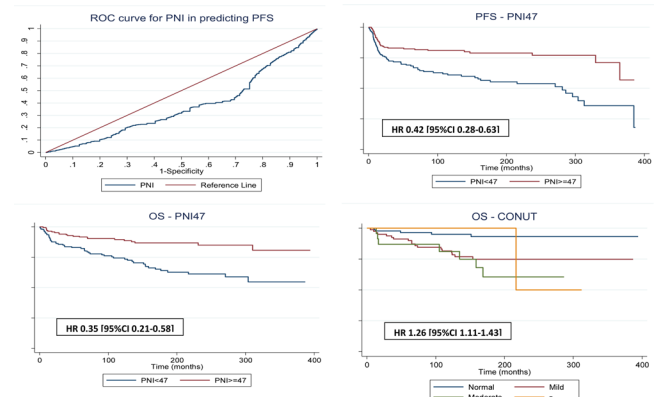 ROC curve for PNI in predicting PFS
1
.9
.8
.7
.6
.5
.4
.3
.2
.1
0
0 .1 .2 .3 .4 .5 .6 .7 .8 .9 1
1-Specificity
PNI Reference Line
PFS - PNI47
HR 0.42 [95%CI 0.28-0.63]
0 100 200 300 400
Time (months)
PNI<47 PNI>=47
OS - PNI47
HR 0.35 [95%CI 0.21-0.58]
0 100 200 300 400
Time (months)
PNI<47 PNI>=47
OS - CONUT
HR 1.26 [95%CI 1.11-1.43]
0 100 200 300 400
Time (months)
Normal Mild
Moderate